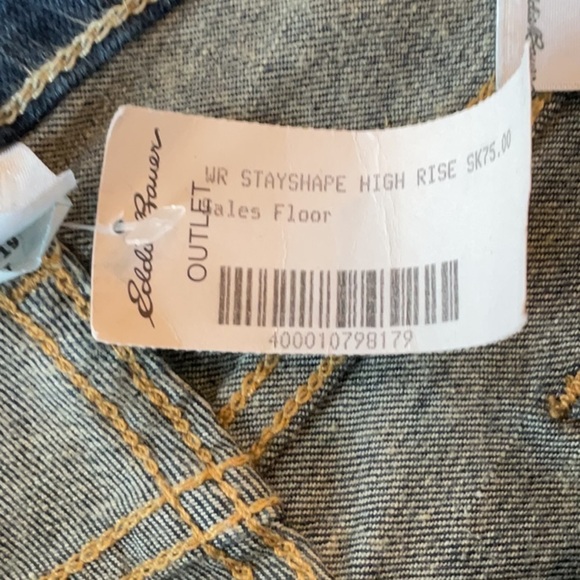 Eddie Bauer
OUTLET
WR STAYSHAPE HIGH RISE SK75.00
Sales Floor
400010798179